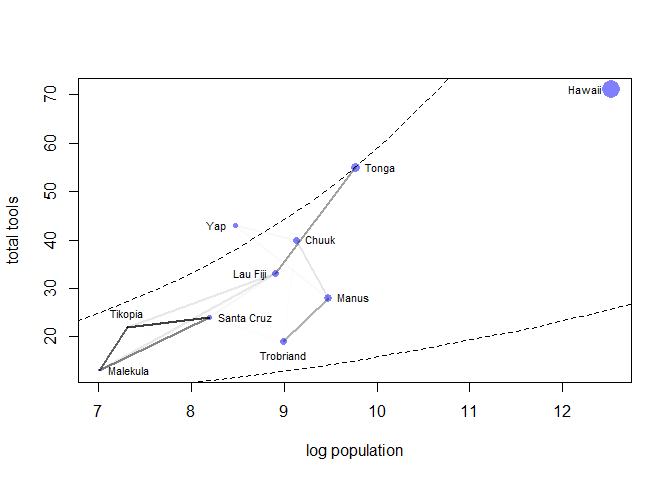 total tools
70
60
50
40
30
20
Hawaii
Tonga
Yap
Chuuk
Lau Fiji
Manus
Tikopia
Santa Cruz
Trobriand
Malekula
7 8 9 10 11 12
log population